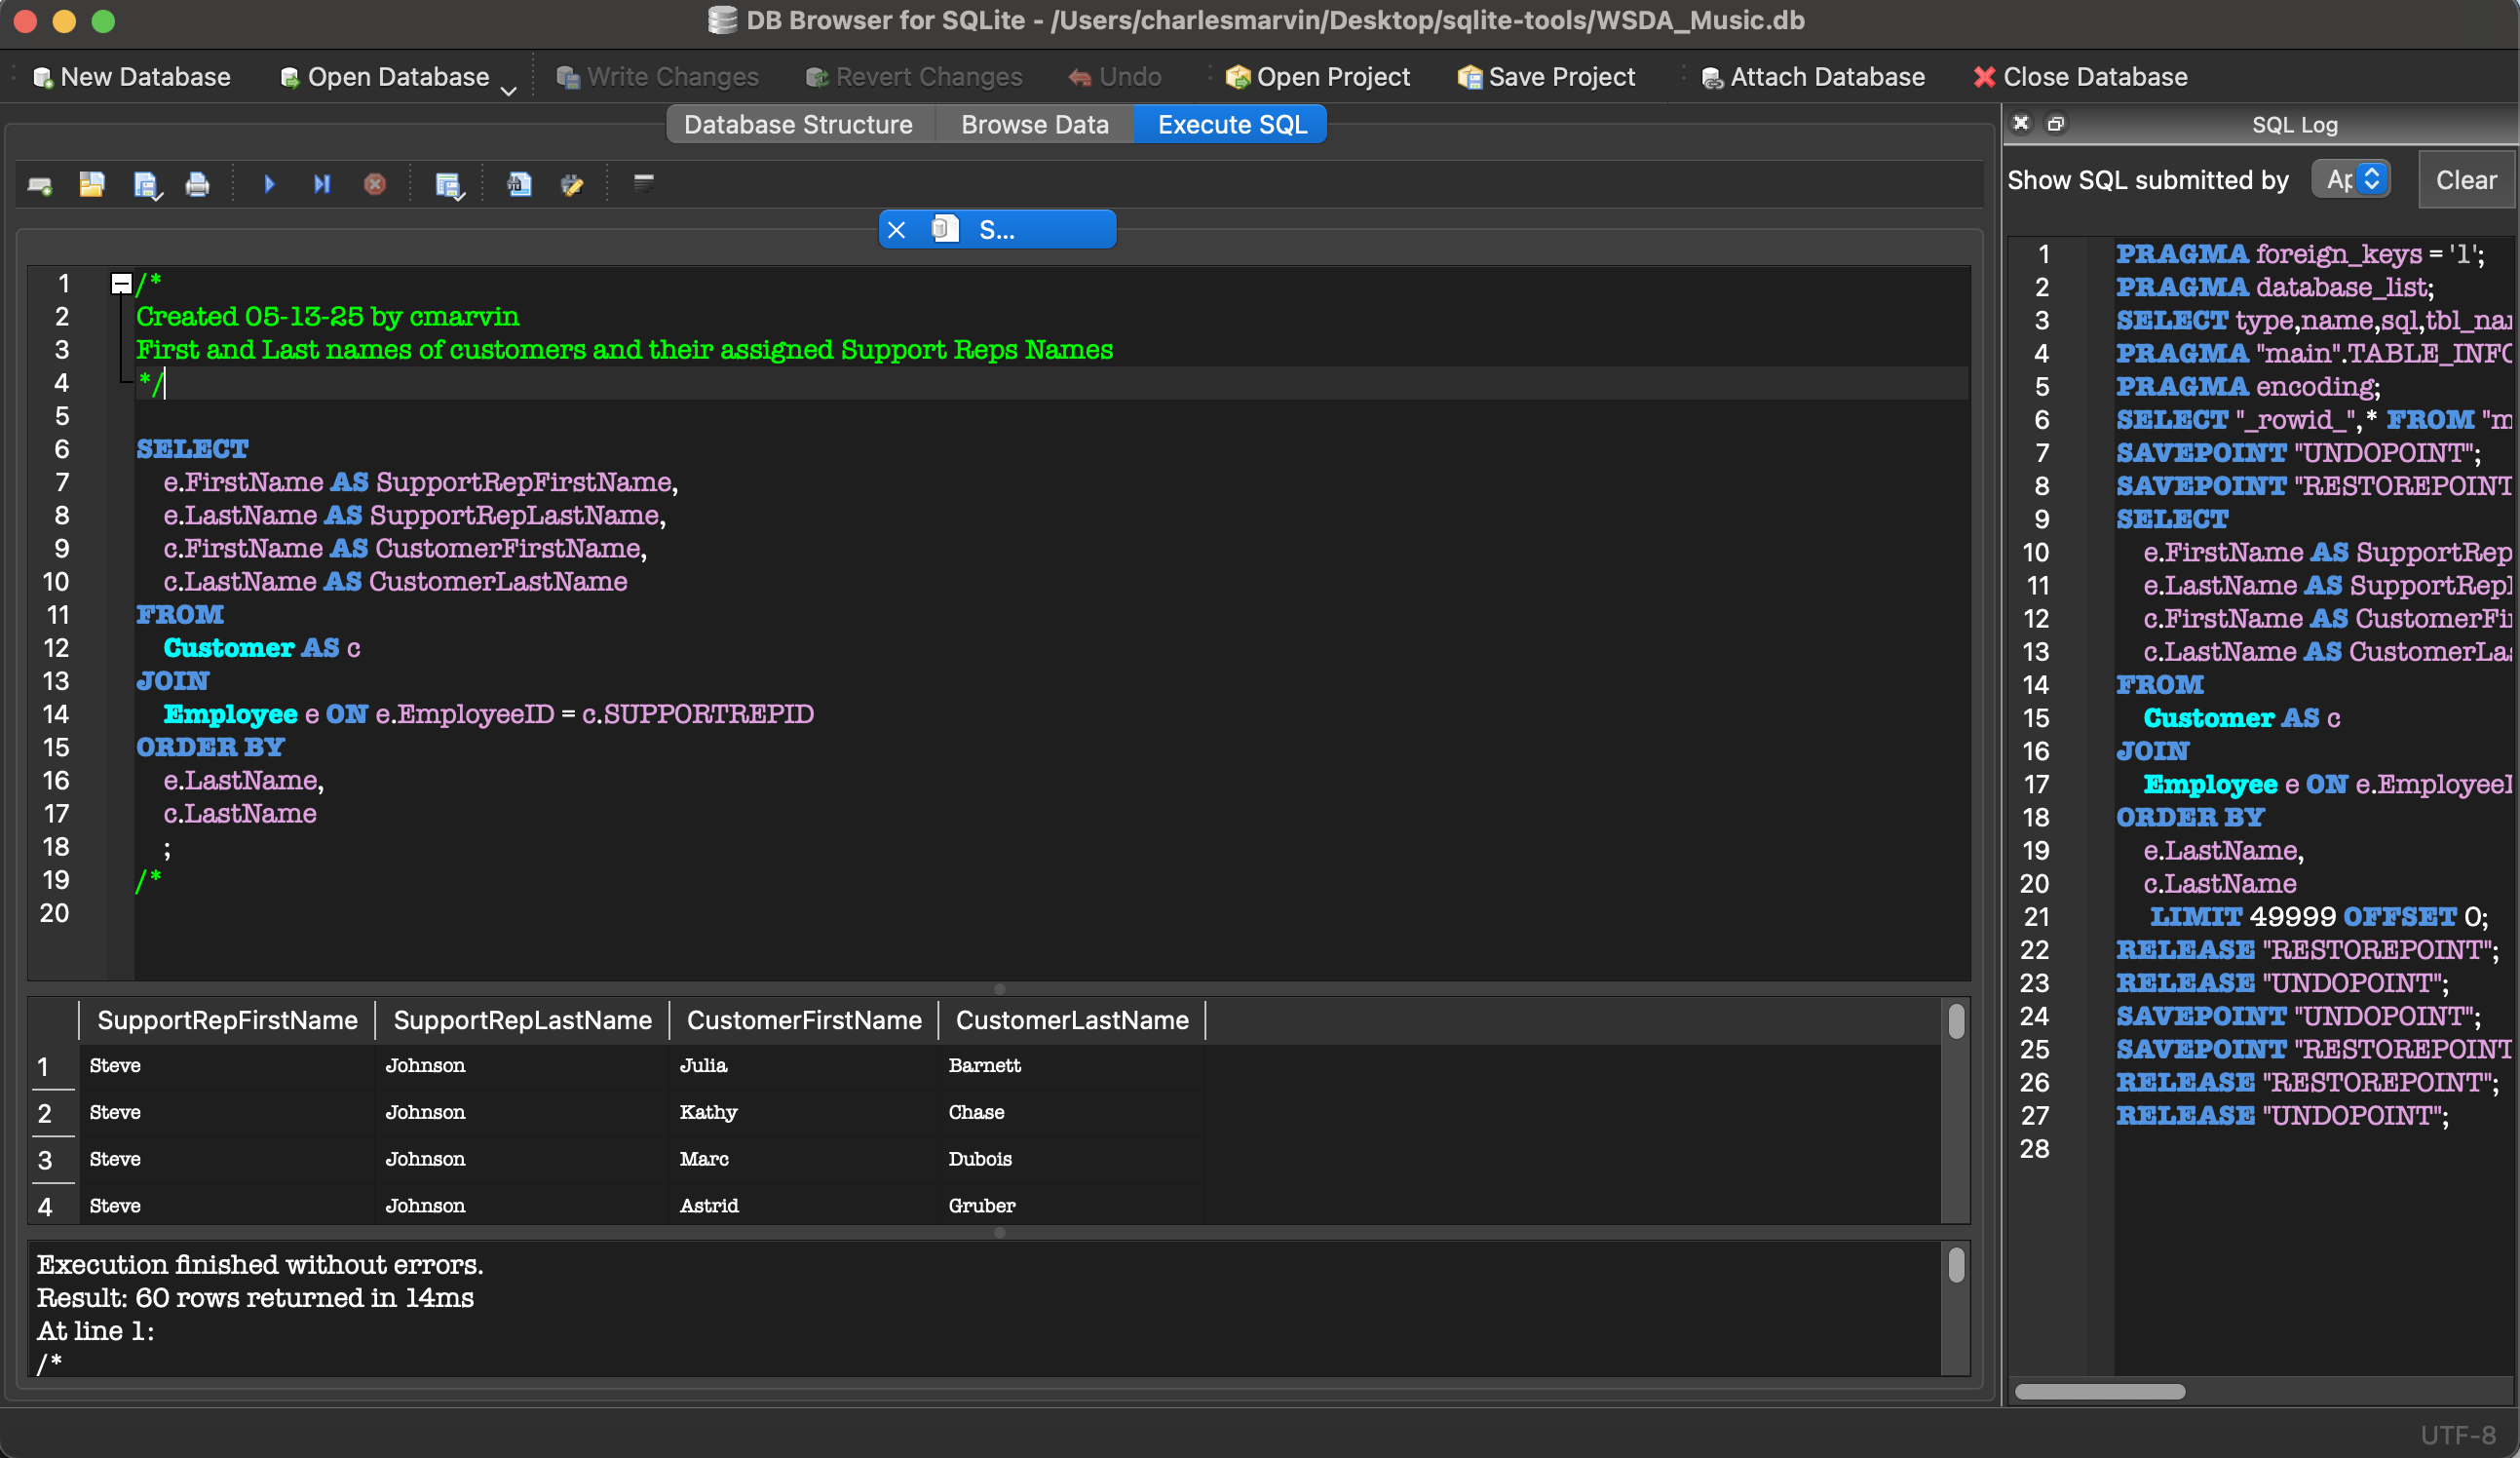 DB Browser for SQLite - /Users/charlesmarvin/Desktop/sqlite-tools/WSDA_Music.db
New Database Open Database Write Changes Revert Changes Undo Open Project Save Project Attach Database Close Database
Database Structure Browse Data Execute SQL
S...
1 /*
2 Created 05-13-25 by cmarvin
3 First and Last names of customers and their assigned Support Reps Names
4 */
5
6 SELECT
7 e.FirstName AS SupportRepFirstName,
8 e.LastName AS SupportRepLastName,
9 c.FirstName AS CustomerFirstName,
10 c.LastName AS CustomerLastName
11 FROM
12 Customer AS c
13 JOIN
14 Employee e ON e.EmployeeID = c.SUPPORTREPID
15 ORDER BY
16 e.LastName,
17 c.LastName
18 ;
19 /*
20
SupportRepFirstName SupportRepLastName CustomerFirstName CustomerLastName
1 Steve Johnson Julia Barnett
2 Steve Johnson Kathy Chase
3 Steve Johnson Marc Dubois
4 Steve Johnson Astrid Gruber
Execution finished without errors.
Result: 60 rows returned in 14ms
At line 1:
/*
SQL Log
Show SQL submitted by Ap Clear
1 PRAGMA foreign_keys = '1';
2 PRAGMA database_list;
3 SELECT type,name,sql,tbl_na
4 PRAGMA "main".TABLE_INFO
5 PRAGMA encoding;
6 SELECT "_rowid_",* FROM "m
7 SAVEPOINT "UNDOPOINT";
8 SAVEPOINT "RESTOREPOINT
9 SELECT
10 e.FirstName AS SupportRep
11 e.LastName AS SupportRep
12 c.FirstName AS CustomerFi
13 c.LastName AS CustomerLa
14 FROM
15 Customer AS c
16 JOIN
17 Employee e ON e.Employee
18 ORDER BY
19 e.LastName,
20 c.LastName
21 LIMIT 49999 OFFSET 0;
22 RELEASE "RESTOREPOINT";
23 RELEASE "UNDOPOINT";
24 SAVEPOINT "UNDOPOINT";
25 SAVEPOINT "RESTOREPOINT
26 RELEASE "RESTOREPOINT";
27 RELEASE "UNDOPOINT";
28
UTF-8